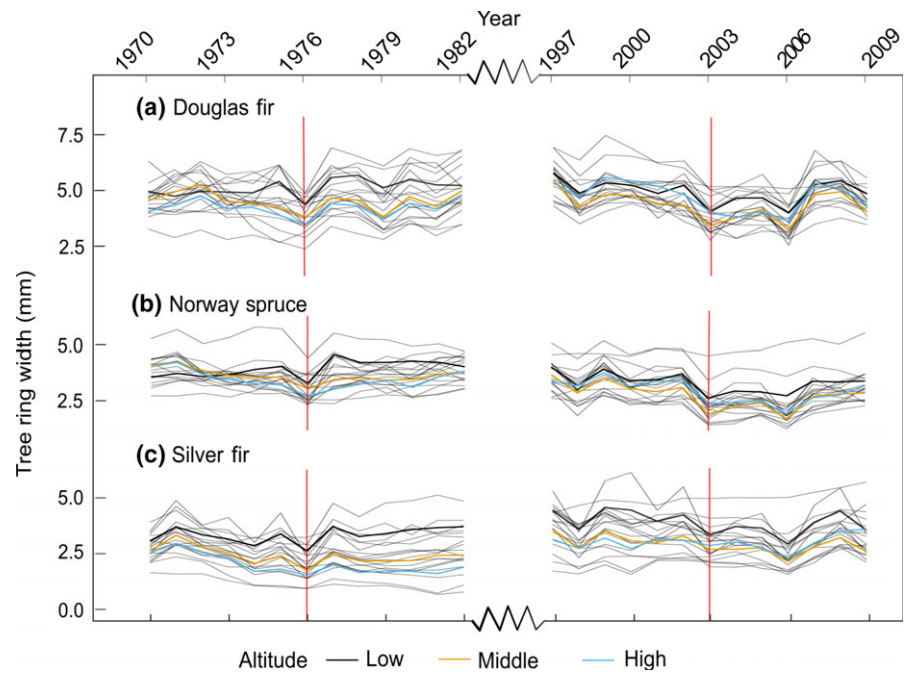 Year
1970 1973 1976 1979 1982 1997 2000 2003 2006 2009
(a) Douglas fir
7.5
5.0
2.5
(b) Norway spruce
5.0
2.5
(c) Silver fir
5.0
2.5
0.0
Tree ring width (mm)
Altitude Low Middle High